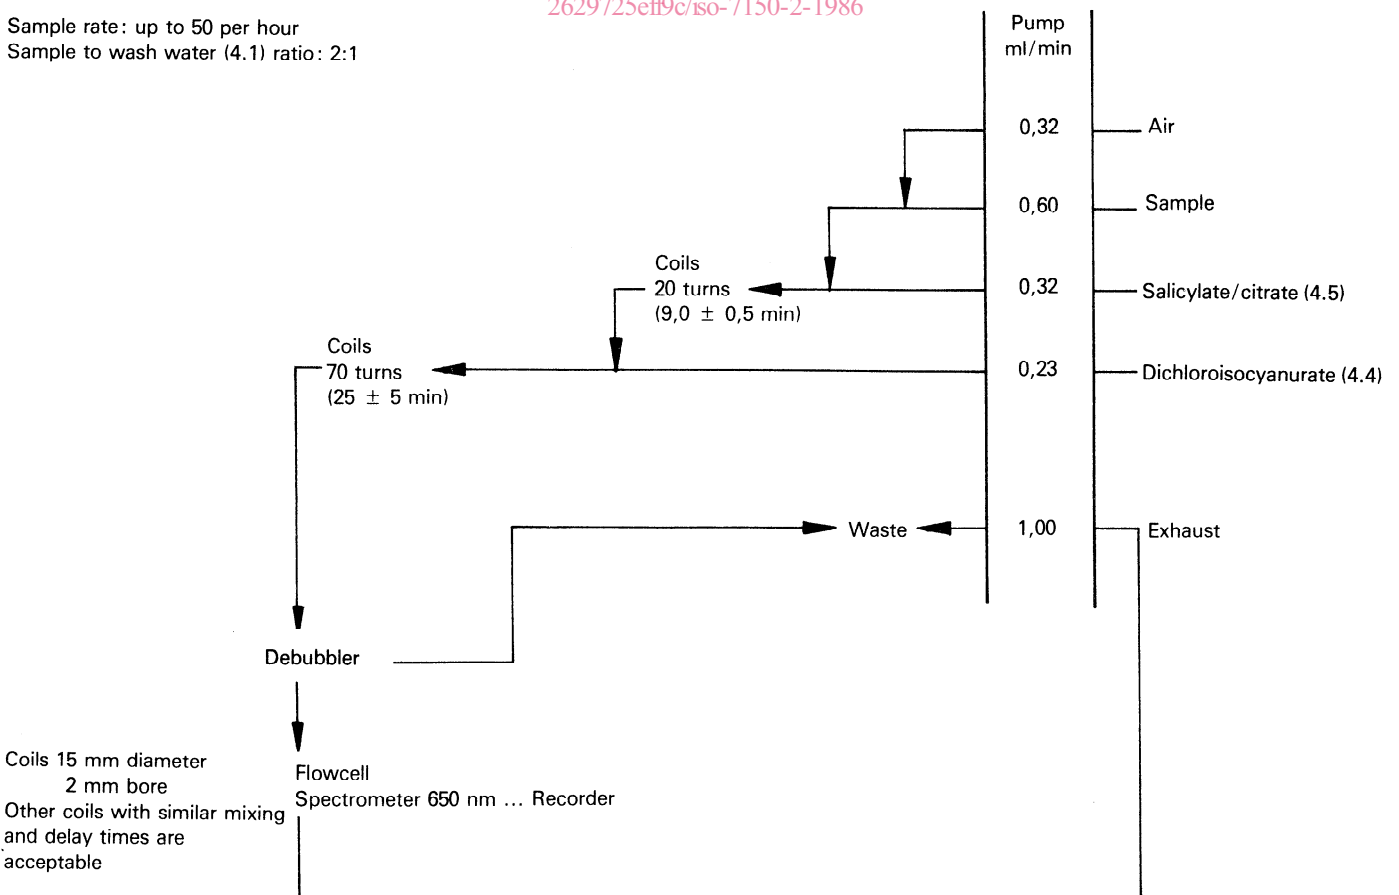 2629725eff9c/iso-7150-2-1986
Sample rate: up to 50 per hour
Sample to wash water (4.1) ratio: 2:1
Pump
ml/min
0,32 Air
0,60 Sample
Coils
20 turns
(9,0 ± 0,5 min)
0,32 Salicylate/citrate (4.5)
Coils
70 turns
(25 ± 5 min)
0,23 Dichloroisocyanurate (4.4)
Waste 1,00 Exhaust
Debubbler
Coils 15 mm diameter
2 mm bore
Other coils with similar mixing
and delay times are
acceptable
Flowcell
Spectrometer 650 nm ... Recorder